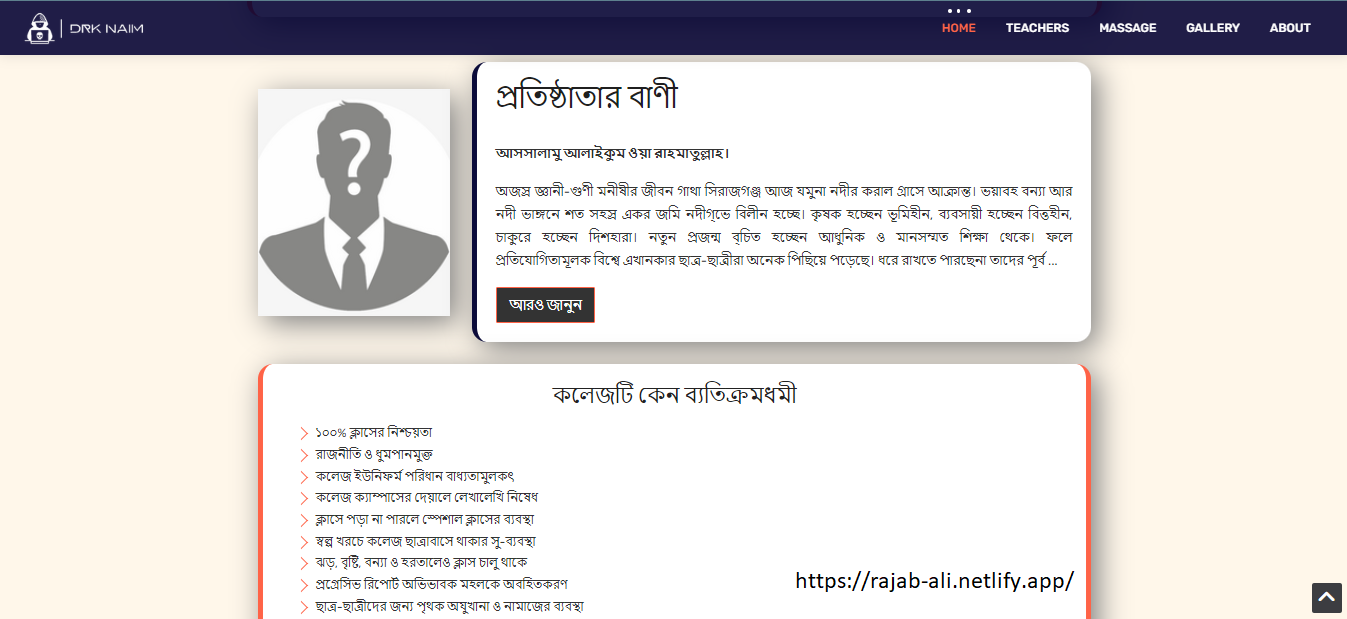 DRK NAIM
HOME TEACHERS MASSAGE GALLERY ABOUT
প্রতিষ্ঠাতার বাণী
আসসালামু আলাইকুম ওয়া রাহমাতুল্লাহ।
অজস্র জ্ঞানী-গুণী মনীষীর জীবন গাথা সিরাজগঞ্জ আজ যমুনা নদীর করাল গ্রাসে আক্রান্ত। ভয়াবহ বন্যা আর
নদী ভাঙ্গনে শত সহস্র একর জমি নদীগৃভে বিলীন হচ্ছে। কৃষক হচ্ছেন ভূমিহীন, ব্যবসায়ী হচ্ছেন বিত্তহীন,
চাকুরে হচ্ছেন দিশহারা। নতুন প্রজন্ম বৃচিত হচ্ছেন আধুনিক ও মানসম্মত শিক্ষা থেকে। ফলে
প্রতিযোগিতামূলক বিশ্বে এখানকার ছাত্র-ছাত্রীরা অনেক পিছিয়ে পড়েছে। ধরে রাখতে পারছেনা তাদের পূর্ব ...
আরও জানুন
কলেজটি কেন ব্যতিক্রমধমী
১০০% ক্লাসের নিশ্চয়তা
রাজনীতি ও ধুমপানমুক্ত
কলেজ ইউনিফর্ম পরিধান বাধ্যতামুলকৎ
কলেজ ক্যাম্পাসের দেয়ালে লেখালেখি নিষেধ
ক্লাসে পড়া না পারলে স্পেশাল ক্লাসের ব্যবস্থা
স্বল্প খরচে কলেজ ছাত্রাবাসে থাকার সু-ব্যবস্থা
ঝড়, বৃষ্টি, বন্যা ও হরতালেও ক্লাস চালু থাকে
প্রগ্রেসিভ রিপোর্ট অভিভাবক মহলকে অবহিতকরণ
ছাত্র-ছাত্রীদের জন্য পৃথক অযুখানা ও নামাজের ব্যবস্থা
https://rajab-ali.netlify.app/